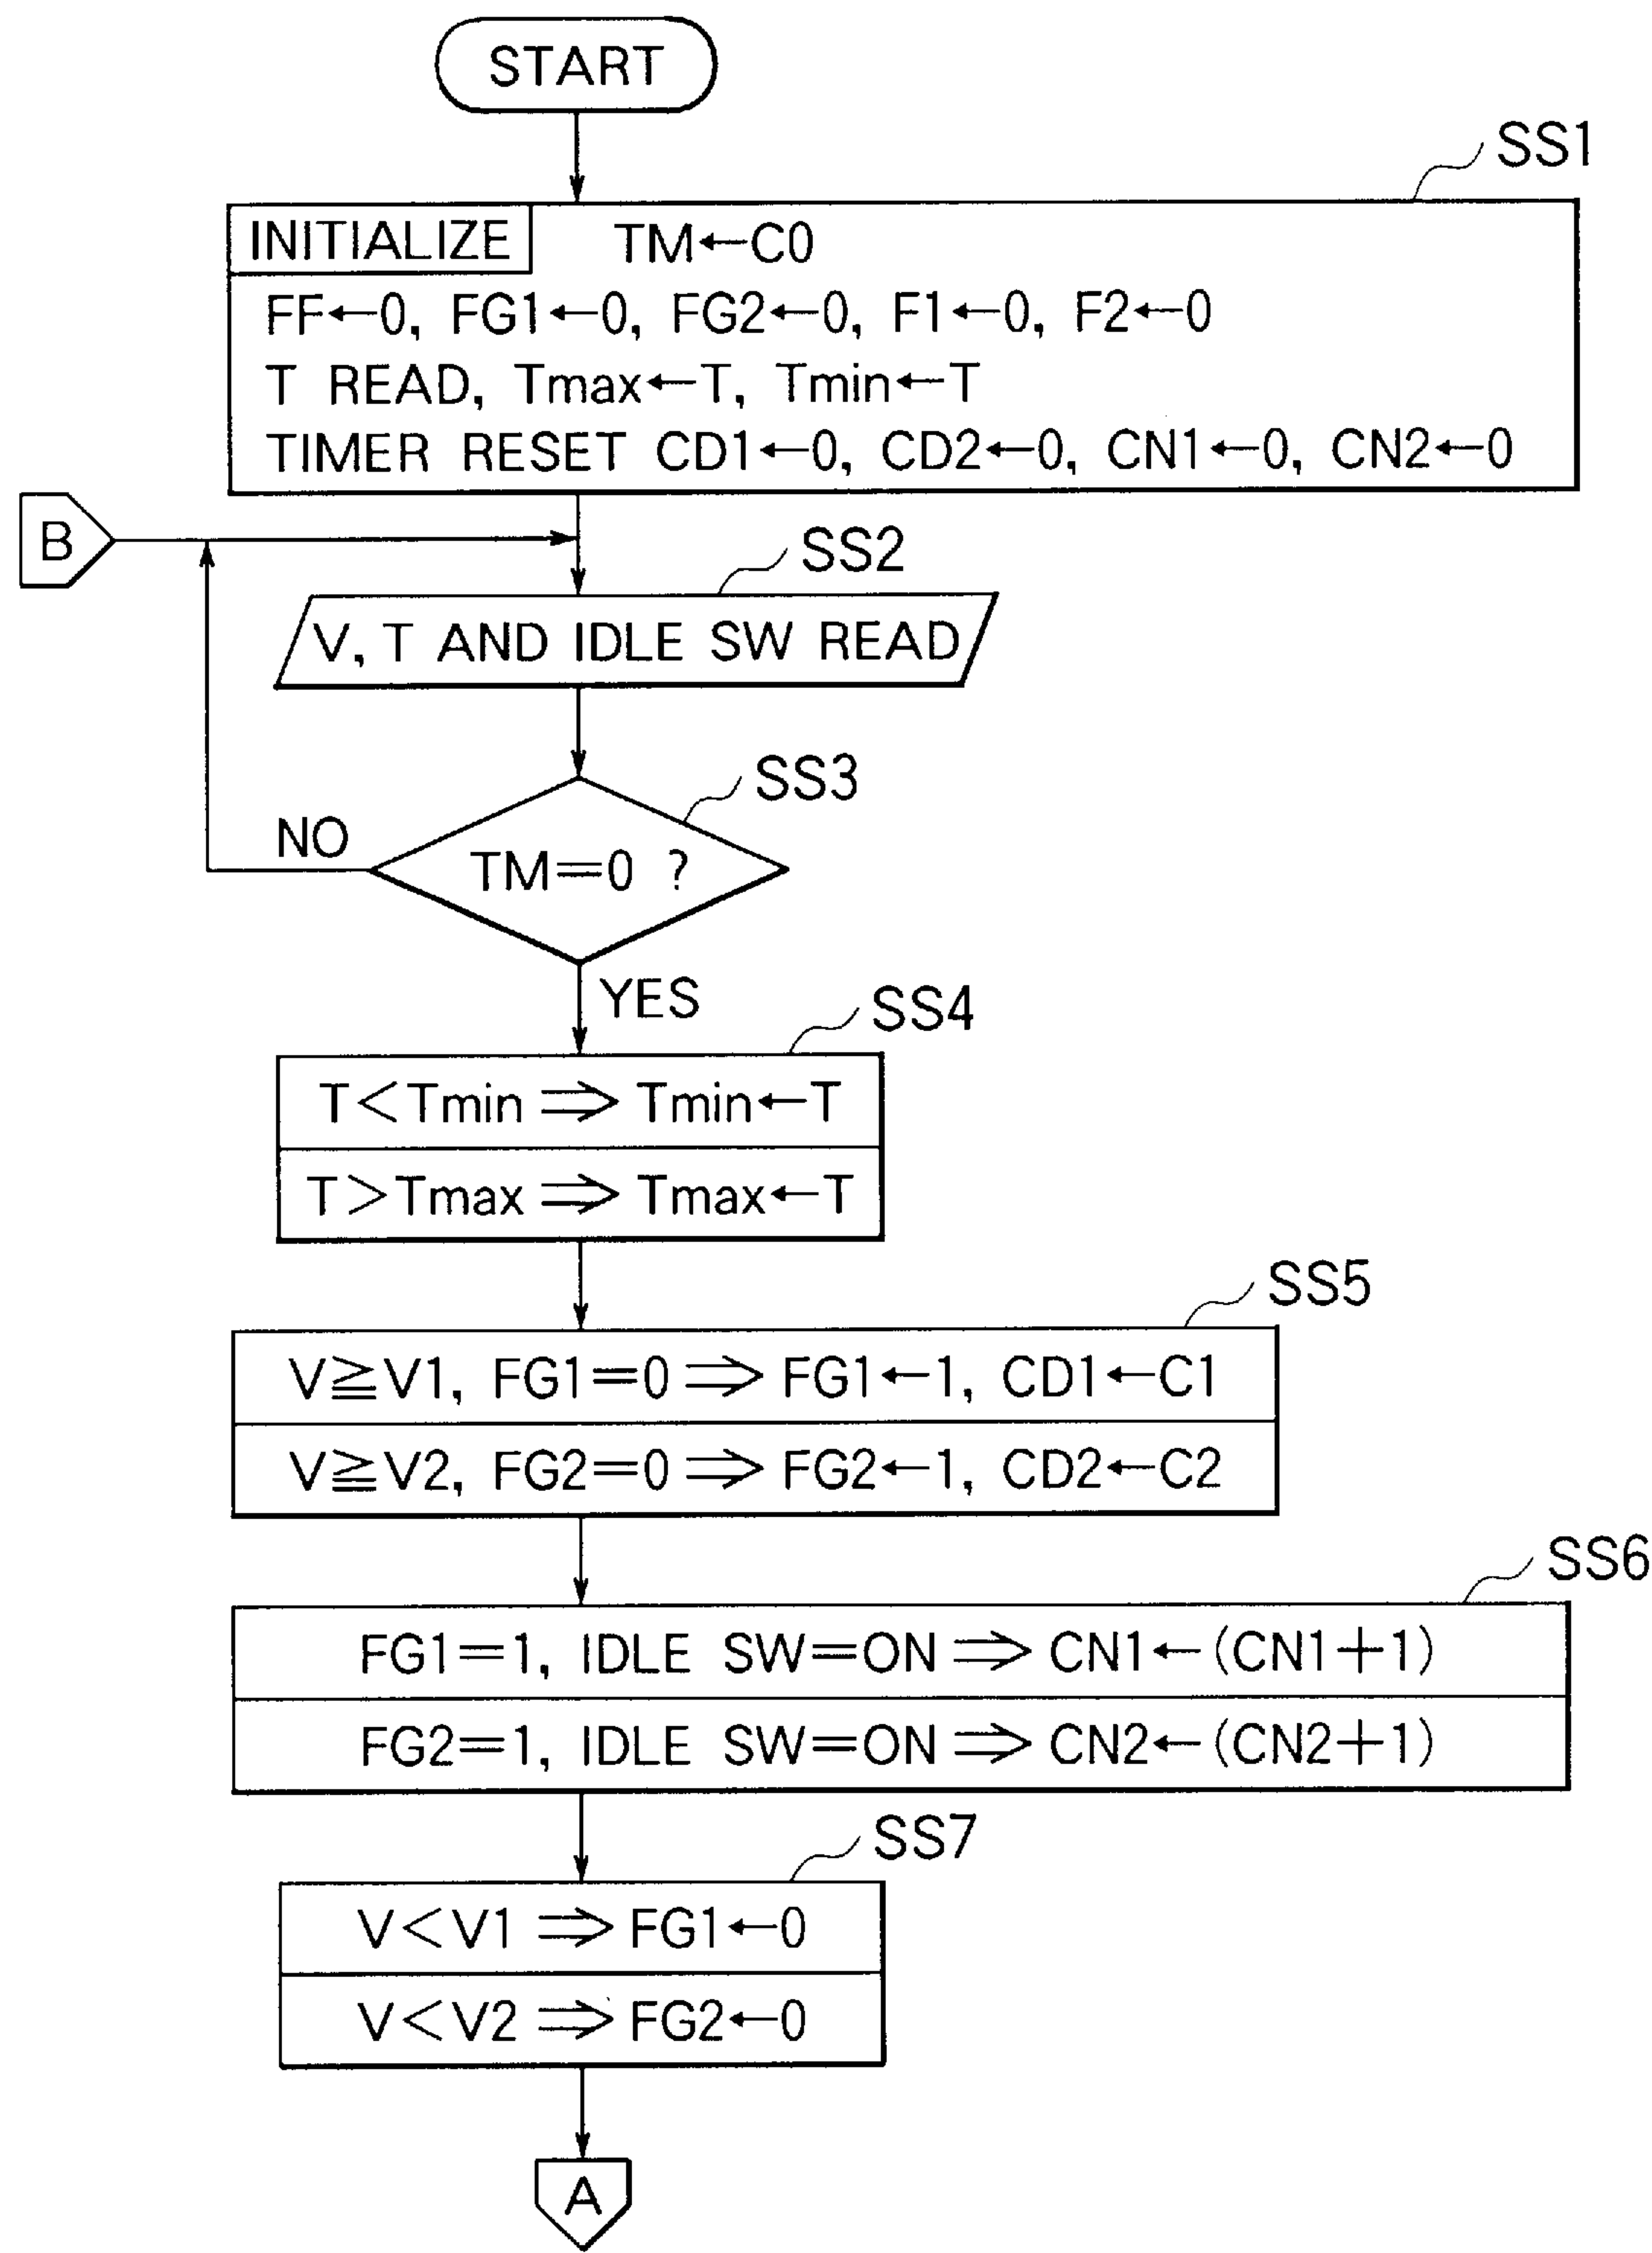 START
SS1
INITIALIZE TM←C0
FF←0, FG1←0, FG2←0, F1←0, F2←0
T READ, Tmax←T, Tmin←T
TIMER RESET CD1←0, CD2←0, CN1←0, CN2←0
B
SS2
V, T AND IDLE SW READ
SS3
NO
TM=0 ?
YES
SS4
T<Tmin ⇒ Tmin←T
T>Tmax ⇒ Tmax←T
SS5
V≧V1, FG1=0 ⇒ FG1←1, CD1←C1
V≧V2, FG2=0 ⇒ FG2←1, CD2←C2
SS6
FG1=1, IDLE SW=ON ⇒ CN1←(CN1+1)
FG2=1, IDLE SW=ON ⇒ CN2←(CN2+1)
SS7
V<V1 ⇒ FG1←0
V<V2 ⇒ FG2←0
A